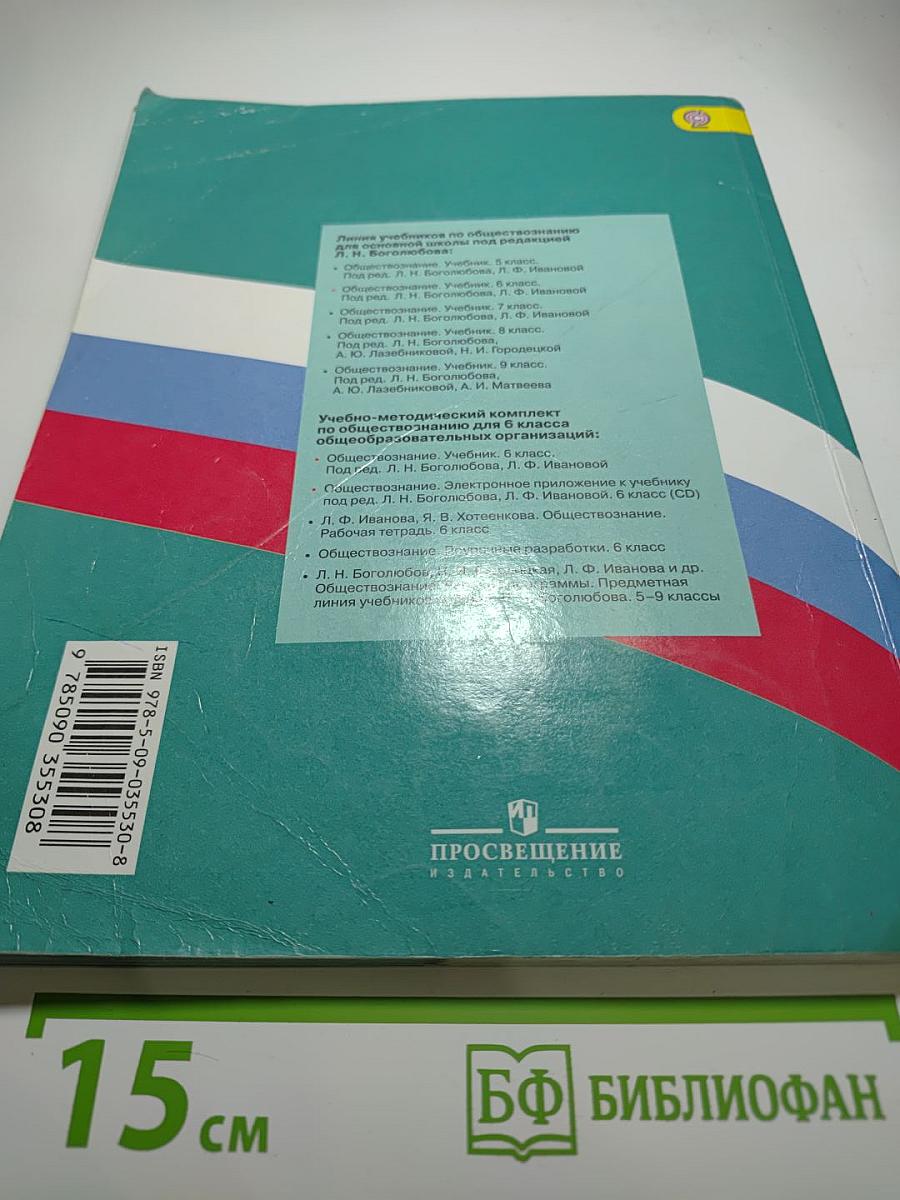 Линия учебников по обществознанию
для основной школы под редакцией
Л. Н. Боголюбова:
• Обществознание. Учебник. 5 класс.
Под ред. Л. Н. Боголюбова, Л. Ф. Ивановой
• Обществознание. Учебник. 6 класс.
Под ред. Л. Н. Боголюбова, Л. Ф. Ивановой
• Обществознание. Учебник. 7 класс.
Под ред. Л. Н. Боголюбова, Л. Ф. Ивановой
• Обществознание. Учебник. 8 класс.
Под ред. Л. Н. Боголюбова,
А. Ю. Лазебниковой, Н. И. Городецкой
• Обществознание. Учебник. 9 класс.
Под ред. Л. Н. Боголюбова,
А. Ю. Лазебниковой, А. И. Матвеева
Учебно-методический комплект
по обществознанию для 6 класса
общеобразовательных организаций:
• Обществознание. Учебник. 6 класс.
Под ред. Л. Н. Боголюбова, Л. Ф. Ивановой
• Обществознание. Электронное приложение к учебнику
под ред. Л. Н. Боголюбова, Л. Ф. Ивановой. 6 класс (CD)
• Л. Ф. Иванова, Я. В. Хотеенкова. Обществознание.
Рабочая тетрадь. 6 класс
• Обществознание. Поурочные разработки. 6 класс
• Л. Н. Боголюбов, Л. Ф. Иванова и др.
Обществознание. программы. Предметная
линия учебников Боголюбова. 5–9 классы
ISBN 978-5-09-035530-8
9 785090 355308
ИП
ПРОСВЕЩЕНИЕ
ИЗДАТЕЛЬСТВО
15 см
БФ БИБЛИОФАН